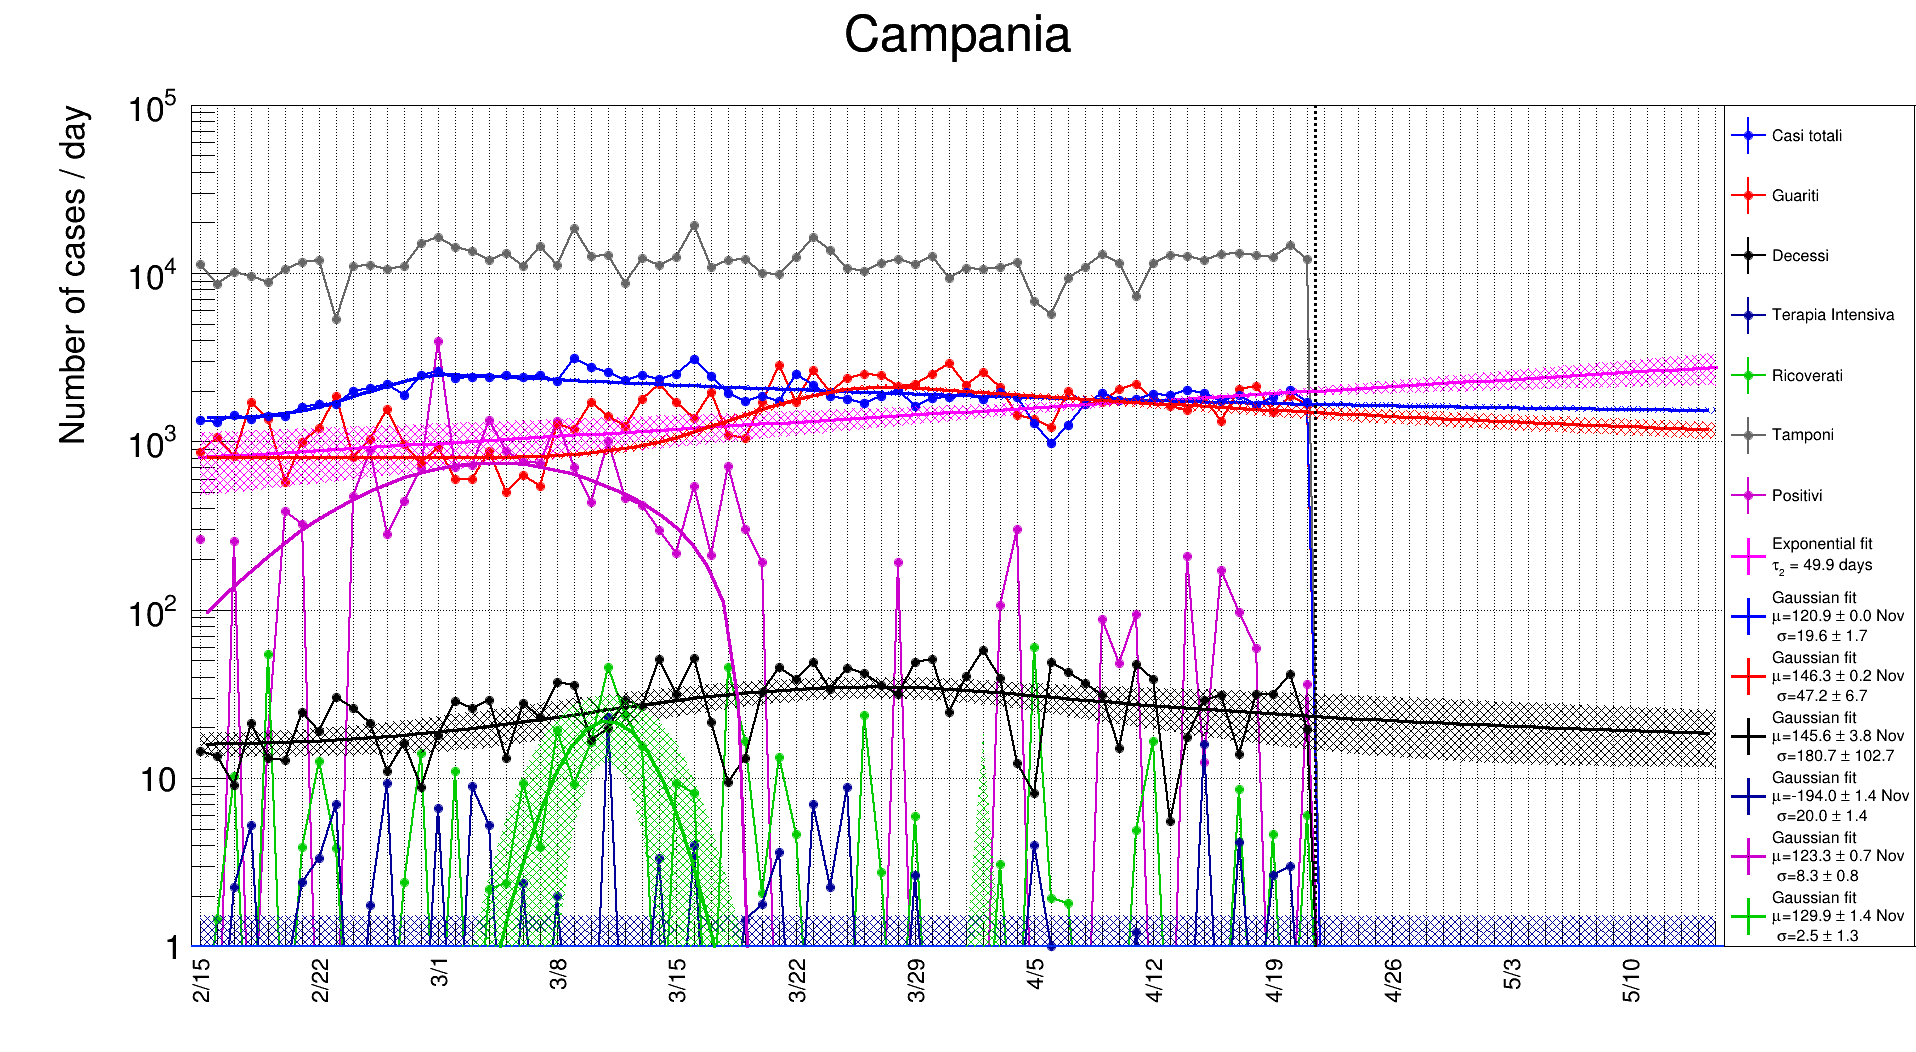 Campania
Number of cases / day
10^5
10^4
10^3
10^2
10
1
2/15
2/22
3/1
3/8
3/15
3/22
3/29
4/5
4/12
4/19
4/26
5/3
5/10
Casi totali
Guariti
Decessi
Terapia Intensiva
Ricoverati
Tamponi
Positivi
Exponential fit
τ₂ = 49.9 days
Gaussian fit
μ=120.9 ± 0.0 Nov
σ=19.6 ± 1.7
Gaussian fit
μ=146.3 ± 0.2 Nov
σ=47.2 ± 6.7
Gaussian fit
μ=145.6 ± 3.8 Nov
σ=180.7 ± 102.7
Gaussian fit
μ=-194.0 ± 1.4 Nov
σ=20.0 ± 1.4
Gaussian fit
μ=123.3 ± 0.7 Nov
σ=8.3 ± 0.8
Gaussian fit
μ=129.9 ± 1.4 Nov
σ=2.5 ± 1.3